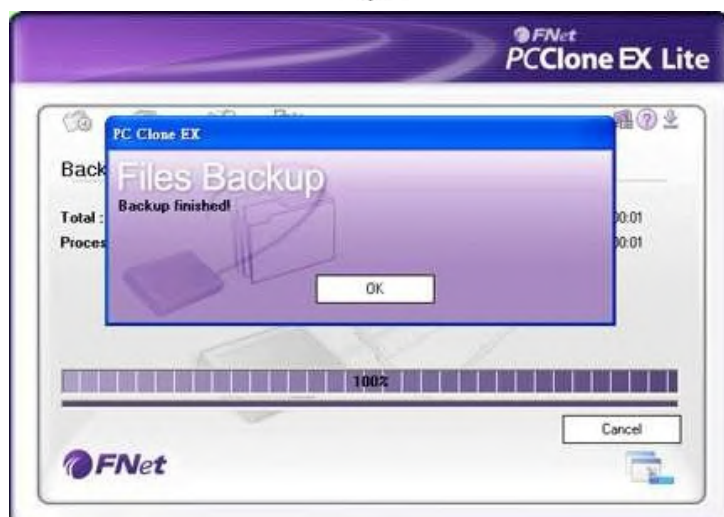 FNet
PCClone EX Lite
PC Clone EX
Back
Files Backup
Backup finished!
Total :
00:01
Proces
00:01
OK
100%
Cancel
FNet